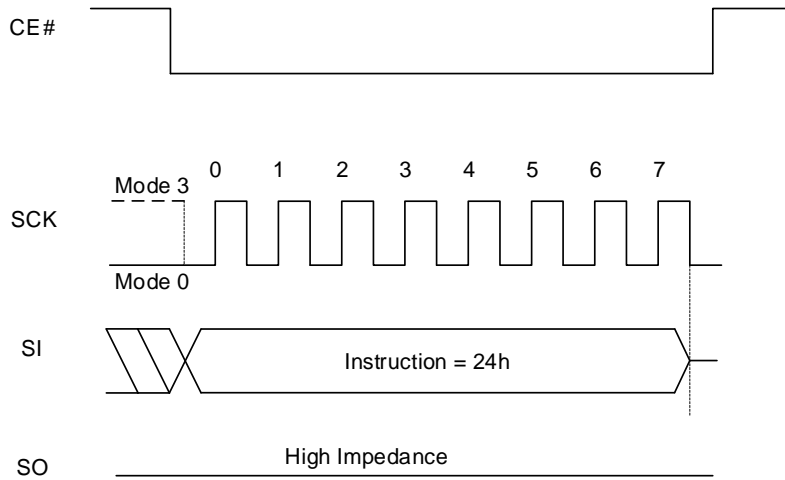 CE#
0 1 2 3 4 5 6 7
Mode 3
SCK
Mode 0
SI
Instruction = 24h
High Impedance
SO